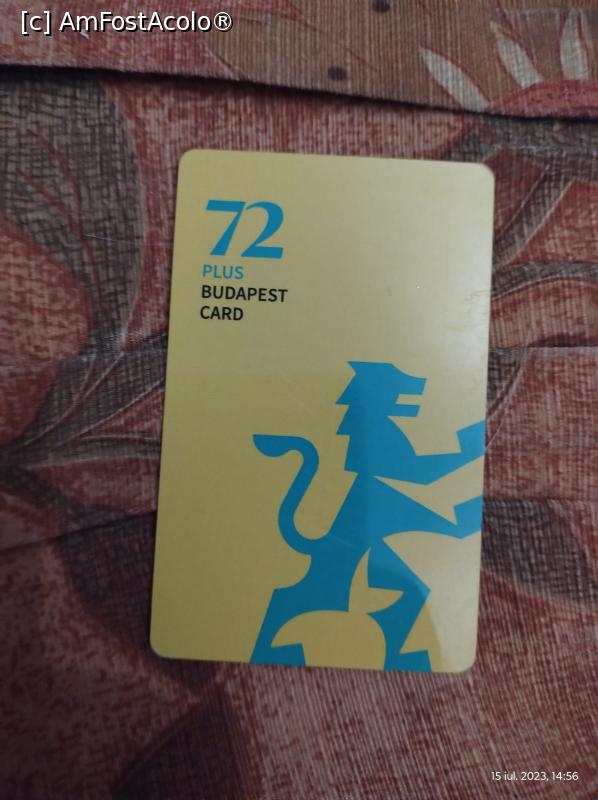 [c] AmFostAcolo®
72
PLUS
BUDAPEST
CARD
15 iul. 2023, 14:56